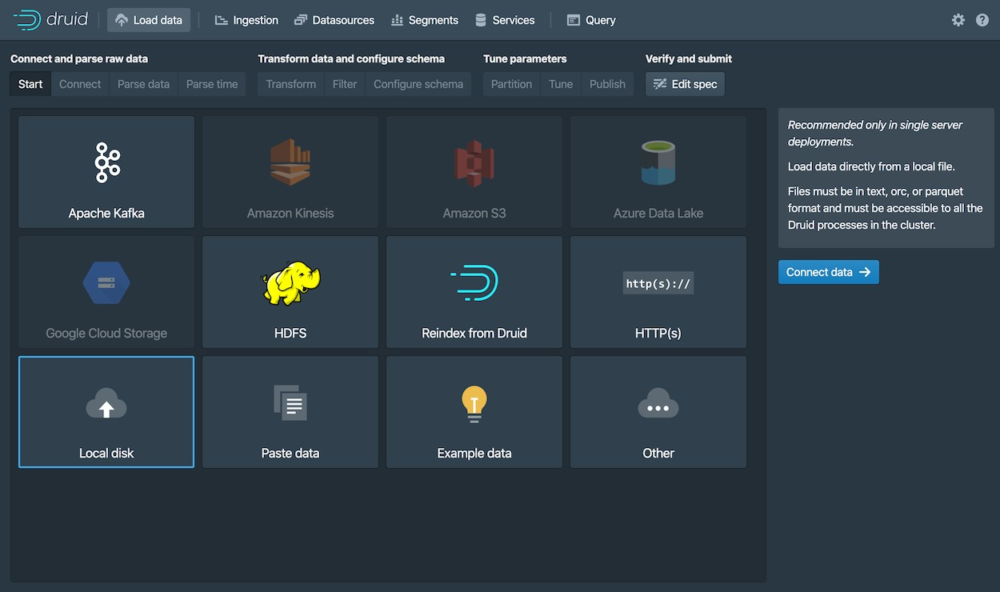 druid Load data Ingestion Datasources Segments Services Query
Connect and parse raw data Transform data and configure schema Tune parameters Verify and submit
Start Connect Parse data Parse time Transform Filter Configure schema Partition Tune Publish Edit spec
Apache Kafka Amazon Kinesis Amazon S3 Azure Data Lake
http(s)://
Google Cloud Storage HDFS Reindex from Druid HTTP(s)
Local disk Paste data Example data Other
Recommended only in single server
deployments.
Load data directly from a local file.
Files must be in text, orc, or parquet
format and must be accessible to all the
Druid processes in the cluster.
Connect data